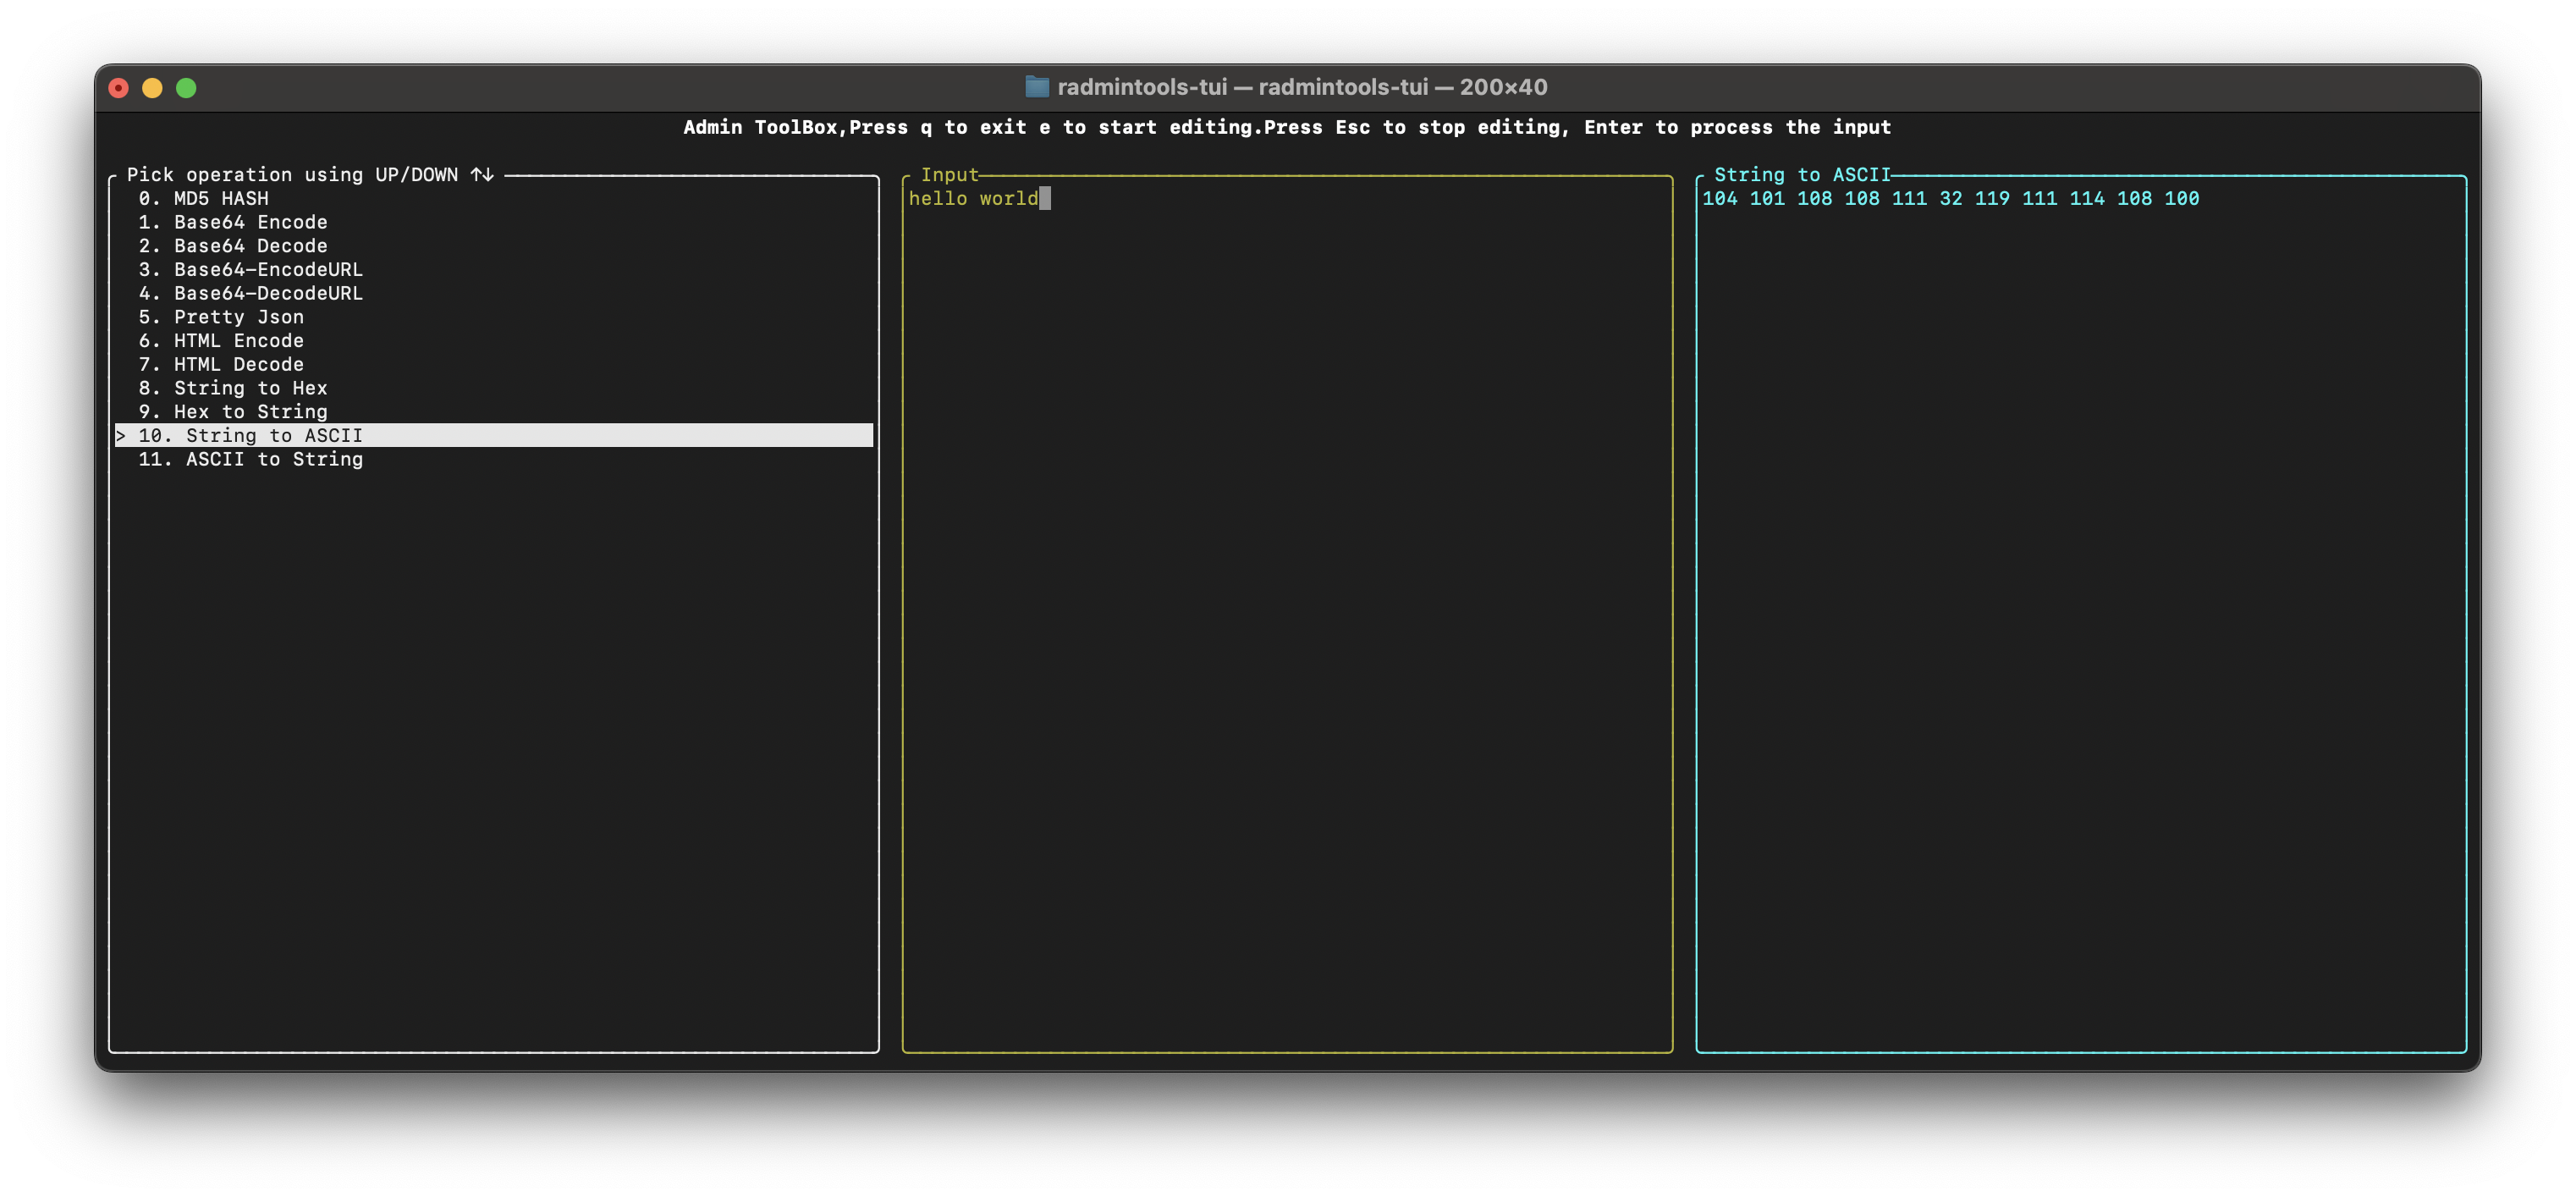 radmintools-tui — radmintools-tui — 200×40
Admin ToolBox,Press q to exit e to start editing.Press Esc to stop editing, Enter to process the input
Pick operation using UP/DOWN ↑↓
0. MD5 HASH
1. Base64 Encode
2. Base64 Decode
3. Base64-EncodeURL
4. Base64-DecodeURL
5. Pretty Json
6. HTML Encode
7. HTML Decode
8. String to Hex
9. Hex to String
> 10. String to ASCII
11. ASCII to String
Input
hello world
String to ASCII
104 101 108 108 111 32 119 111 114 108 100